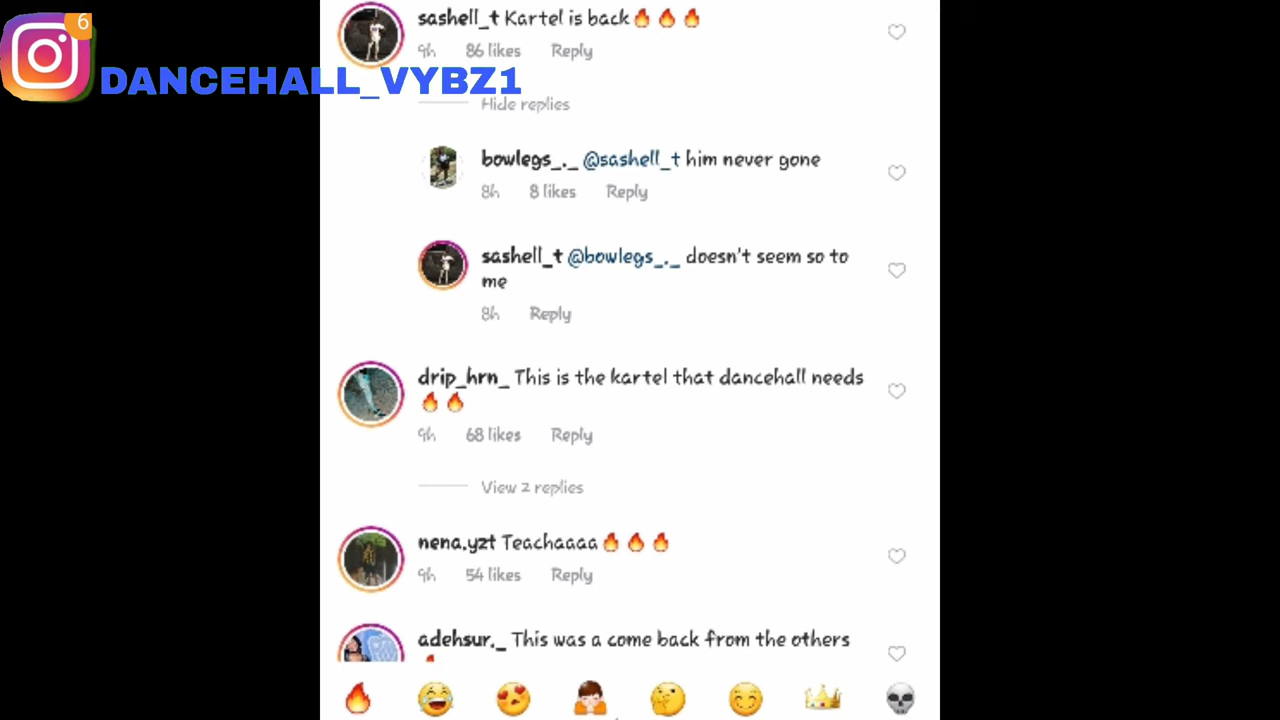 6
DANCEHALL_VYBZ1
sashell_t Kartel is back🔥🔥🔥
9h 86 likes Reply
Hide replies
bowlegs_._ @sashell_t him never gone
8h 8 likes Reply
sashell_t @bowlegs_._ doesn't seem so to
me
8h Reply
drip_hrn_ This is the kartel that dancehall needs
🔥🔥
9h 68 likes Reply
View 2 replies
nena.yzt Teachaaaa🔥🔥🔥
9h 54 likes Reply
adehsur._ This was a come back from the others